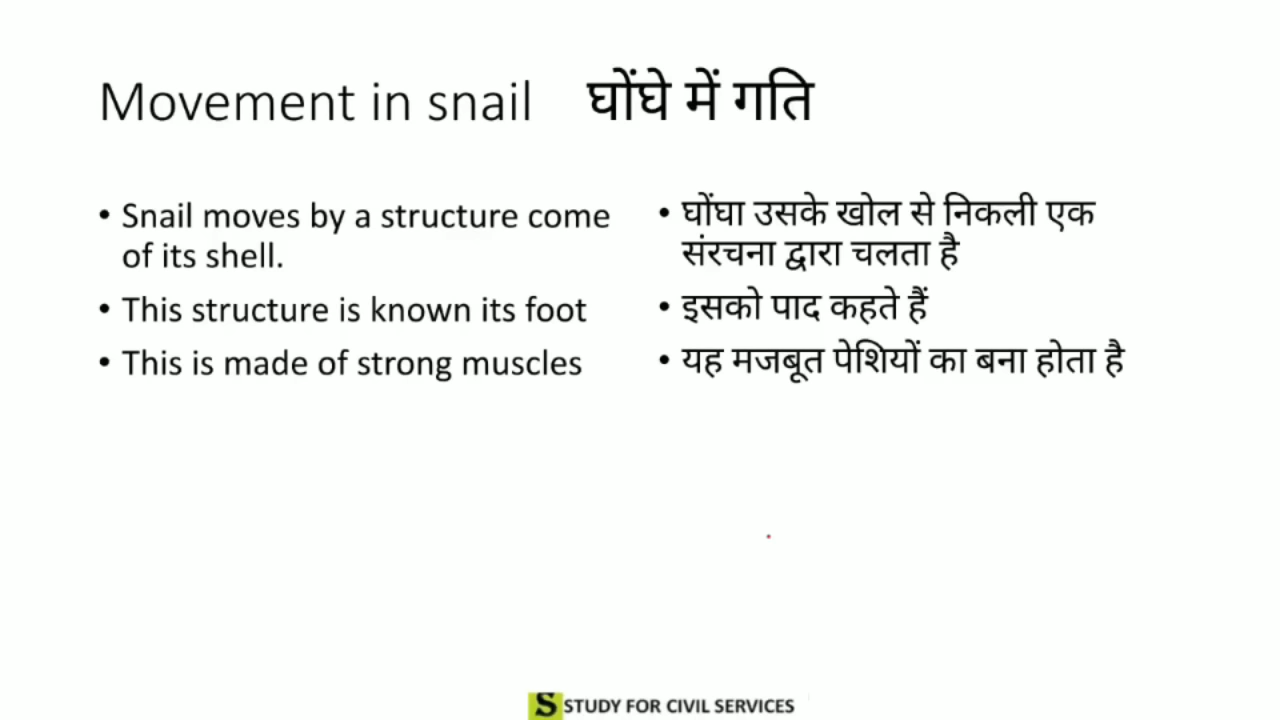 Movement in snail घोंघे में गति
• Snail moves by a structure come
of its shell.
• This structure is known its foot
• This is made of strong muscles
• घोंघा उसके खोल से निकली एक
संरचना द्वारा चलता है
• इसको पाद कहते हैं
• यह मजबूत पेशियों का बना होता है
S STUDY FOR CIVIL SERVICES